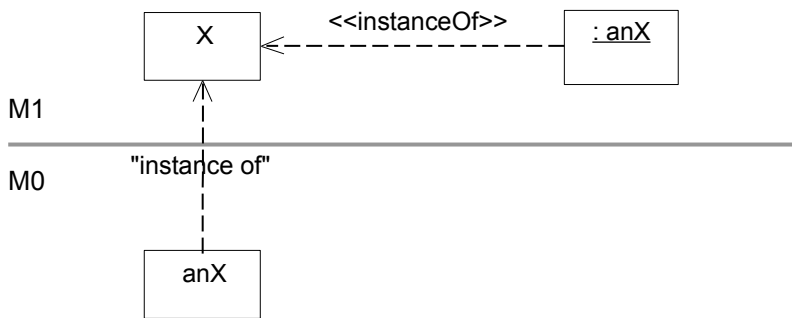 X
<<instanceOf>>
: anX
M1
"instance of"
M0
anX